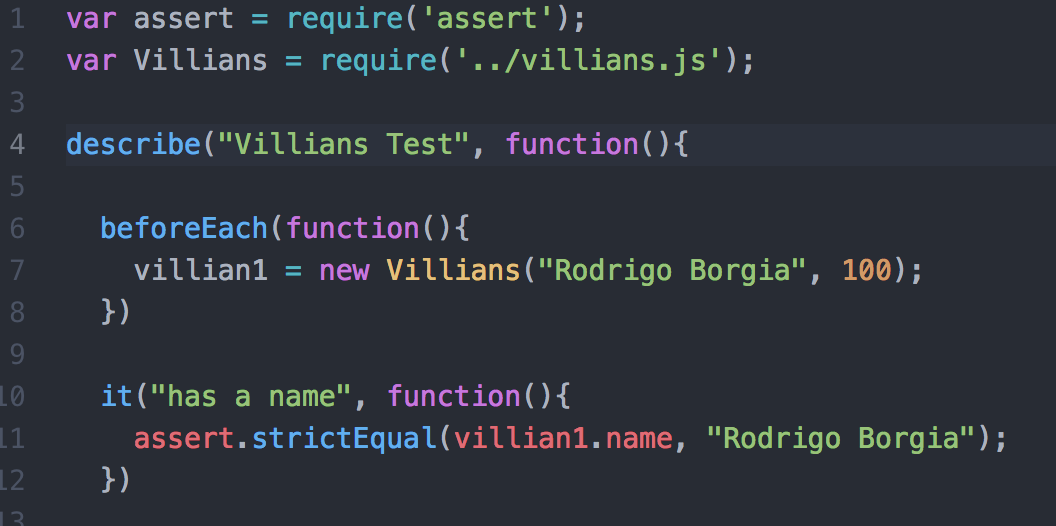 1 var assert = require('assert');
2 var Villians = require('../villians.js');
3
4 describe("Villians Test", function(){
5
6   beforeEach(function(){
7     villian1 = new Villians("Rodrigo Borgia", 100);
8   })
9
10   it("has a name", function(){
11     assert.strictEqual(villian1.name, "Rodrigo Borgia");
12   })
13